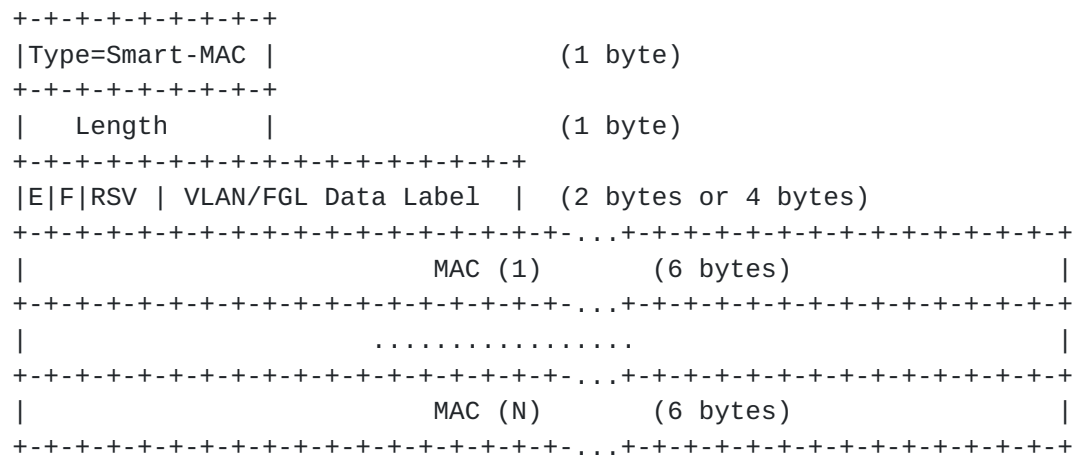 +-+-+-+-+-+-+-+-+
|Type=Smart-MAC |                  (1 byte)
+-+-+-+-+-+-+-+-+
|   Length      |                  (1 byte)
+-+-+-+-+-+-+-+-+-+-+-+-+-+-+-+-+
|E|F|RSV | VLAN/FGL Data Label  |  (2 bytes or 4 bytes)
+-+-+-+-+-+-+-+-+-+-+-+-+-+-+-+-+-+-+-...+-+-+-+-+-+-+-+-+-+-+-+-+-+-+
|                          MAC (1)       (6 bytes)                 |
+-+-+-+-+-+-+-+-+-+-+-+-+-+-+-+-+-+-+-...+-+-+-+-+-+-+-+-+-+-+-+-+-+-+
|                      .................                           |
+-+-+-+-+-+-+-+-+-+-+-+-+-+-+-+-+-+-+-...+-+-+-+-+-+-+-+-+-+-+-+-+-+-+
|                          MAC (N)       (6 bytes)                 |
+-+-+-+-+-+-+-+-+-+-+-+-+-+-+-+-+-+-+-...+-+-+-+-+-+-+-+-+-+-+-+-+-+-+